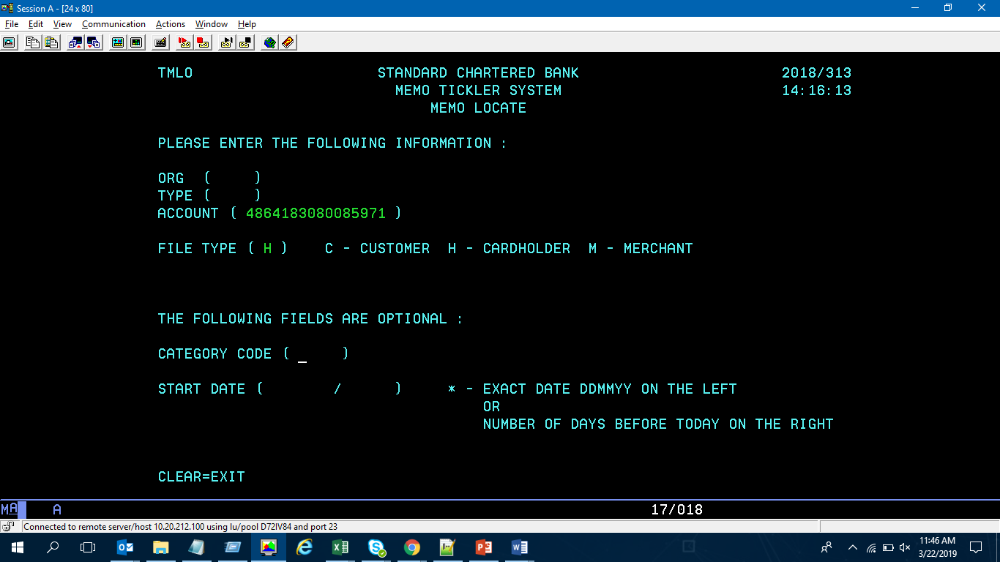 Session A - [24 x 80]
File Edit View Communication Actions Window Help
TMLO STANDARD CHARTERED BANK 2018/313
MEMO TICKLER SYSTEM 14:16:13
MEMO LOCATE
PLEASE ENTER THE FOLLOWING INFORMATION :
ORG ( )
TYPE ( )
ACCOUNT ( 4864183080085971 )
FILE TYPE ( H ) C - CUSTOMER H - CARDHOLDER M - MERCHANT
THE FOLLOWING FIELDS ARE OPTIONAL :
CATEGORY CODE ( _ )
START DATE ( / ) * - EXACT DATE DDMMYY ON THE LEFT
OR
NUMBER OF DAYS BEFORE TODAY ON THE RIGHT
CLEAR=EXIT
MA A 17/018
Connected to remote server/host 10.20.212.100 using lu/pool D72IV84 and port 23
11:46 AM
3/22/2019